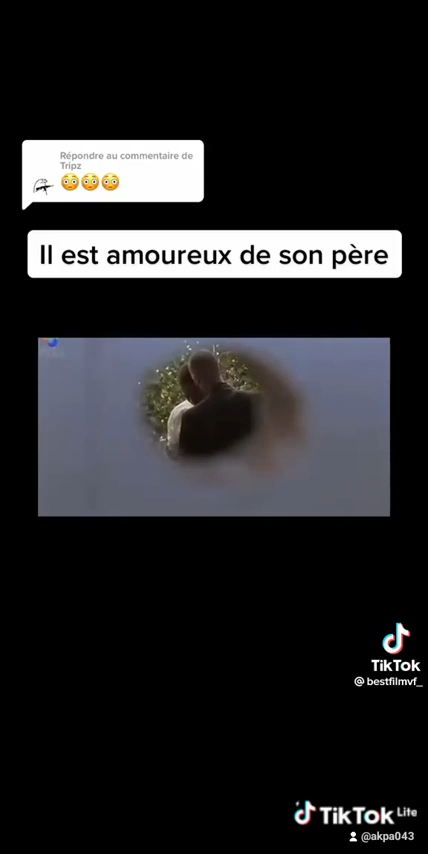 Répondre au commentaire de
Tripz
😳😳😳
Il est amoureux de son père
TikTok
@ bestfilmvf_
TikTok Lite
@akpa043